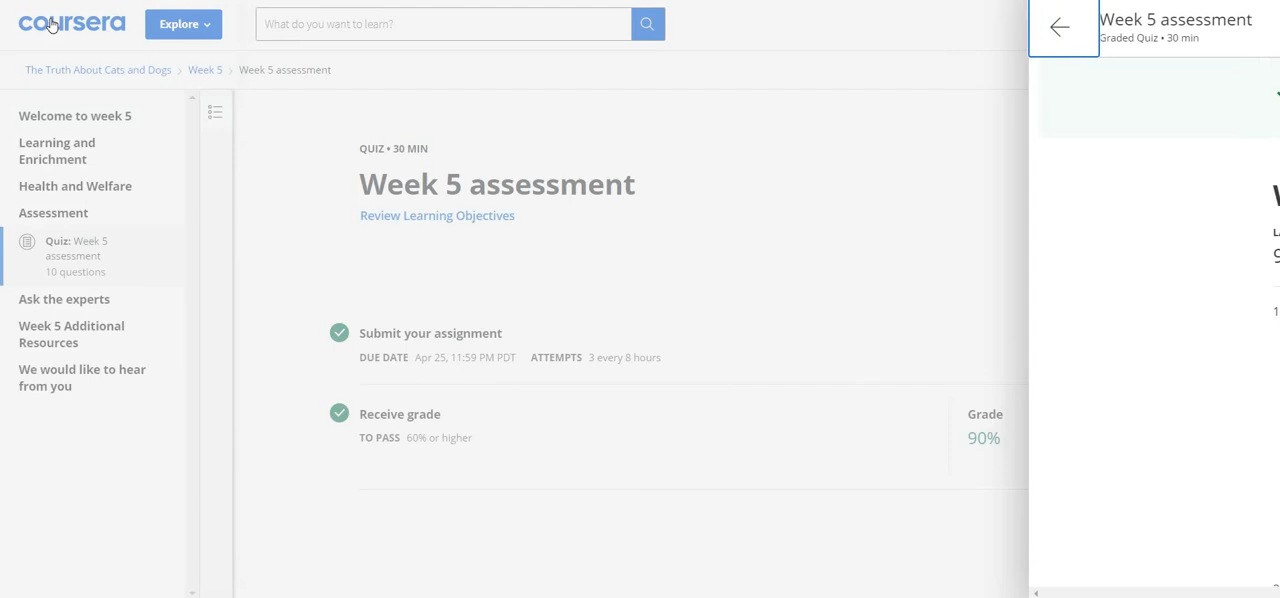 coursera
Explore
What do you want to learn?
The Truth About Cats and Dogs > Week 5 > Week 5 assessment
Welcome to week 5
Learning and
Enrichment
Health and Welfare
Assessment
Quiz: Week 5
assessment
10 questions
Ask the experts
Week 5 Additional
Resources
We would like to hear
from you
QUIZ • 30 MIN
Week 5 assessment
Review Learning Objectives
Submit your assignment
DUE DATE Apr 25, 11:59 PM PDT ATTEMPTS 3 every 8 hours
Receive grade
TO PASS 60% or higher
Grade
90%
Week 5 assessment
Graded Quiz • 30 min